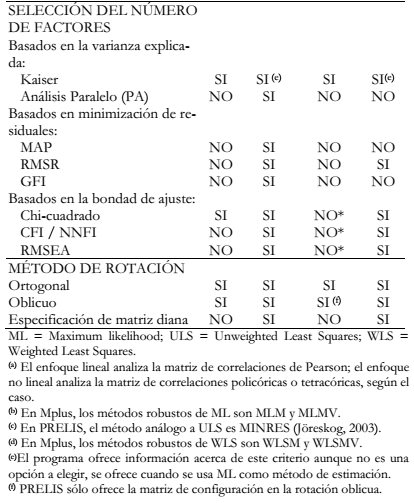 SELECCIÓN DEL NÚMERO
DE FACTORES
Basados en la varianza explica-
da:
Kaiser SI SI (e) SI SI(e)
Análisis Paralelo (PA) NO SI NO NO
Basados en minimización de re-
siduales:
MAP NO SI NO NO
RMSR NO SI NO SI
GFI NO SI NO NO
Basados en la bondad de ajuste:
Chi-cuadrado SI SI NO* SI
CFI / NNFI NO SI NO* SI
RMSEA NO SI NO* SI
MÉTODO DE ROTACIÓN
Ortogonal SI SI SI SI
Oblicuo SI SI SI (f) SI
Especificación de matriz diana NO SI NO SI
ML = Maximum likelihood; ULS = Unweighted Least Squares; WLS =
Weighted Least Squares.
(a) El enfoque lineal analiza la matriz de correlaciones de Pearson; el enfoque
no lineal analiza la matriz de correlaciones policóricas o tetracóricas, según el
caso.
(b) En Mplus, los métodos robustos de ML son MLM y MLMV.
(c) En PRELIS, el método análogo a ULS es MINRES (Jöreskog, 2003).
(d) En Mplus, los métodos robustos de WLS son WLSM y WLSMV.
(e)El programa ofrece información acerca de este criterio aunque no es una
opción a elegir, se ofrece cuando se usa ML como método de estimación.
(f) PRELIS sólo ofrece la matriz de configuración en la rotación oblicua.